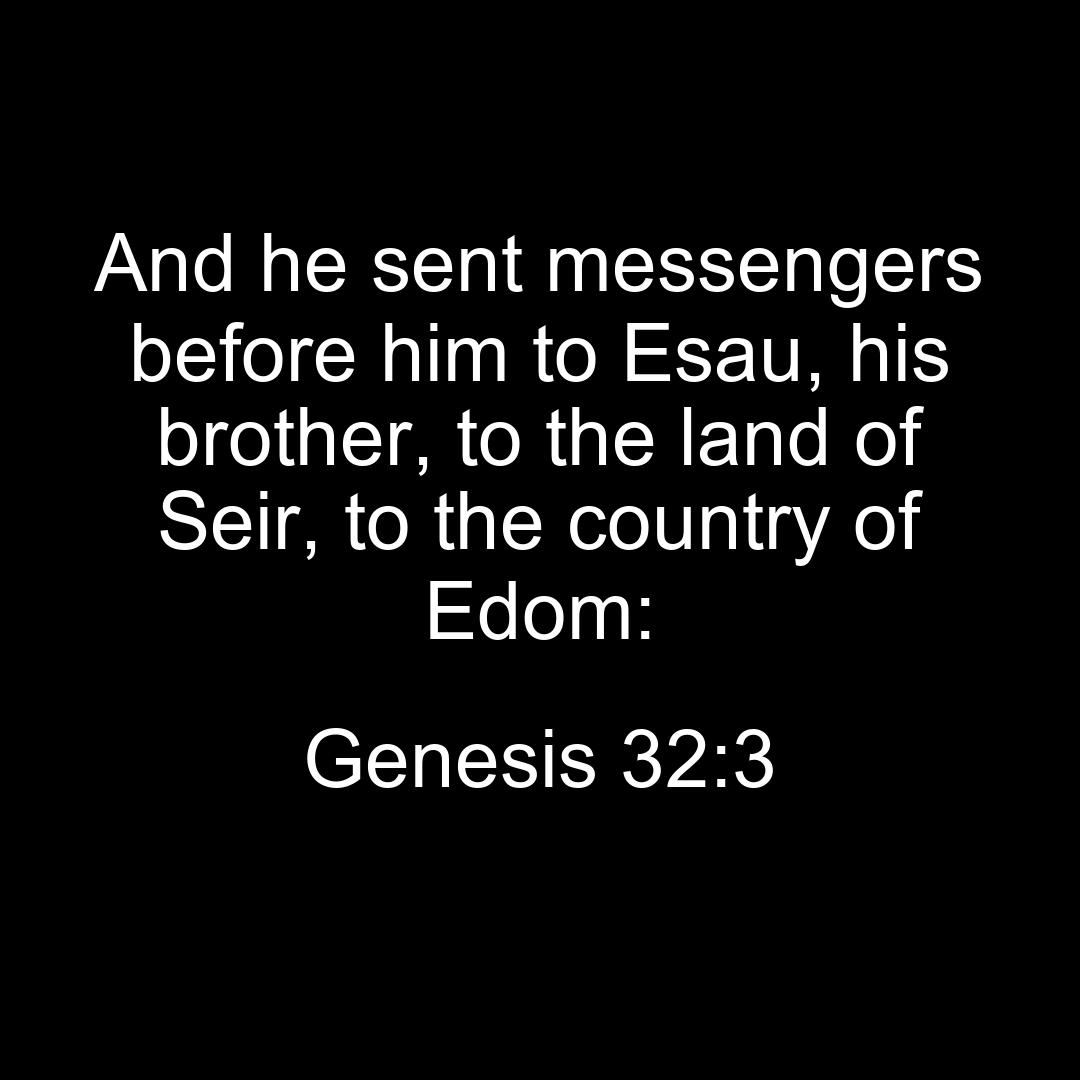 And he sent messengers
before him to Esau, his
brother, to the land of
Seir, to the country of
Edom:
Genesis 32:3